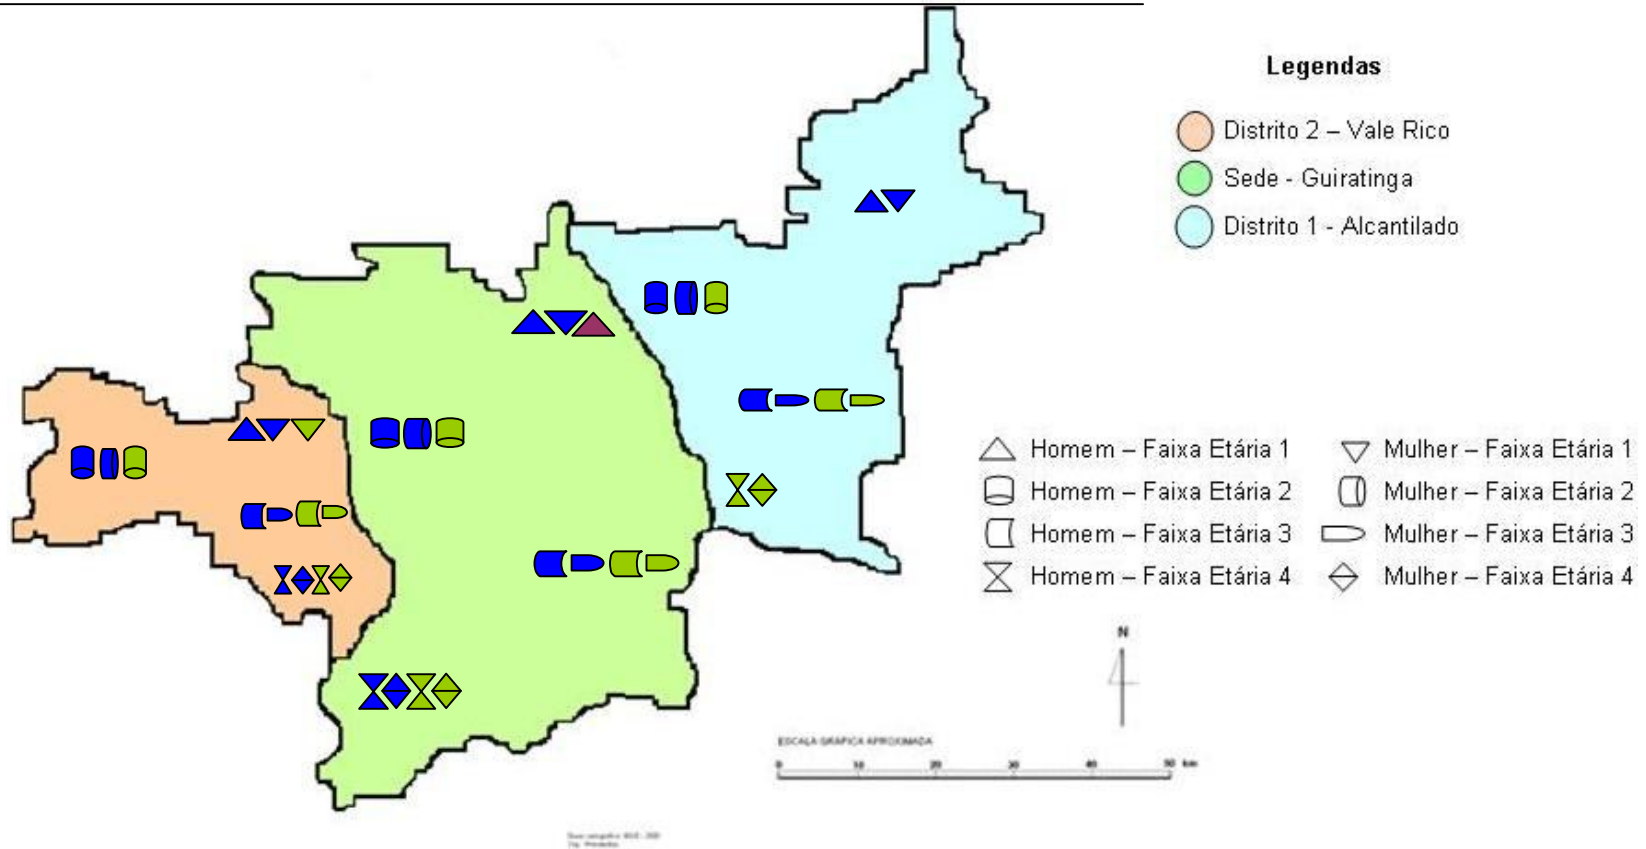 Legendas
Distrito 2 – Vale Rico
Sede - Guiratinga
Distrito 1 - Alcantilado
Homem – Faixa Etária 1
Mulher – Faixa Etária 1
Homem – Faixa Etária 2
Mulher – Faixa Etária 2
Homem – Faixa Etária 3
Mulher – Faixa Etária 3
Homem – Faixa Etária 4
Mulher – Faixa Etária 4
N
ESCALA GRÁFICA APROXIMADA
0 10 20 30 40 50 km